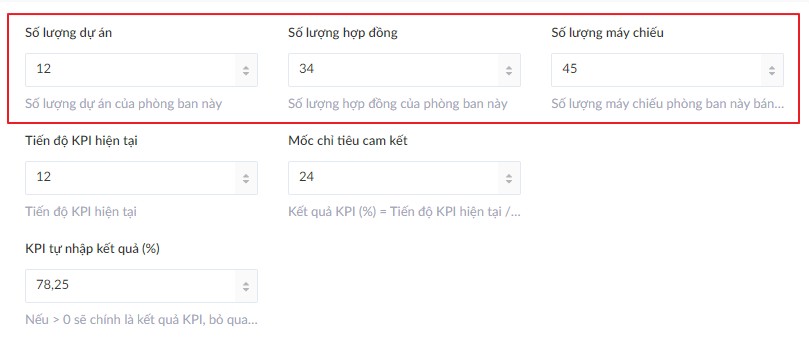 Số lượng dự án
Số lượng hợp đồng
Số lượng máy chiếu
12
34
45
Số lượng dự án của phòng ban này
Số lượng hợp đồng của phòng ban này
Số lượng máy chiếu phòng ban này bán...
Tiến độ KPI hiện tại
Mốc chỉ tiêu cam kết
12
24
Tiến độ KPI hiện tại
Kết quả KPI (%) = Tiến độ KPI hiện tại /...
KPI tự nhập kết quả (%)
78,25
Nếu > 0 sẽ chính là kết quả KPI, bỏ qua...